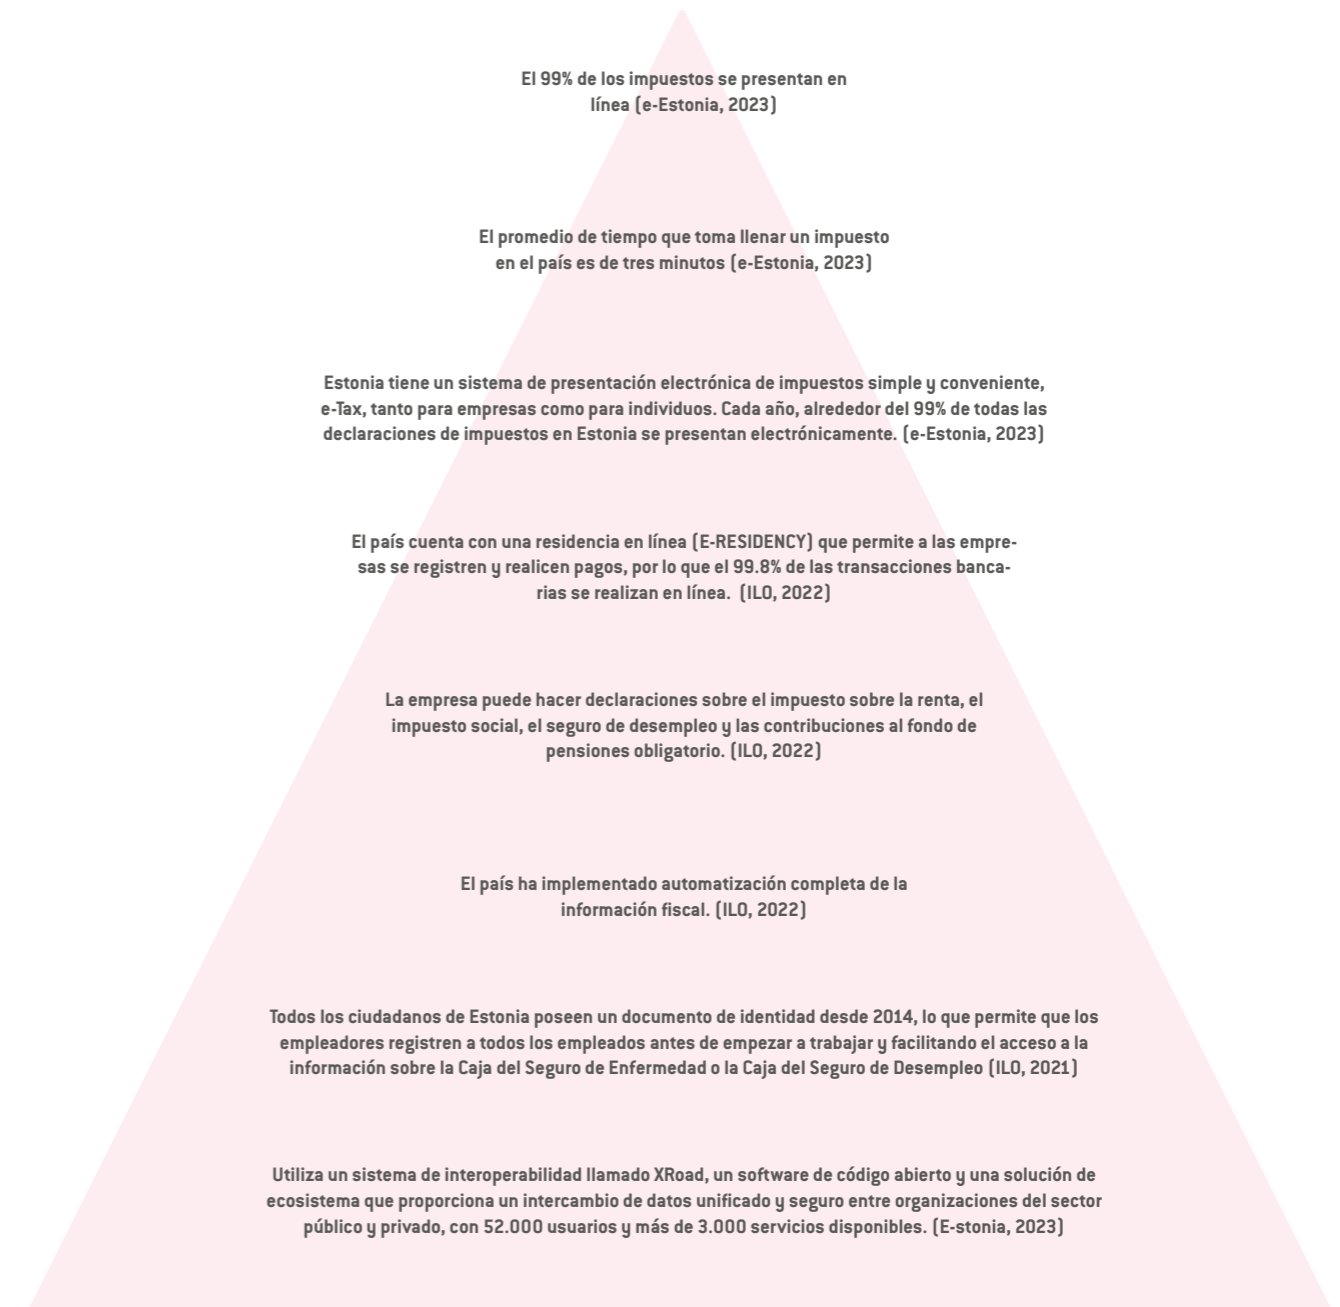 El 99% de los impuestos se presentan en
línea (e-Estonia, 2023)
El promedio de tiempo que toma llenar un impuesto
en el país es de tres minutos (e-Estonia, 2023)
Estonia tiene un sistema de presentación electrónica de impuestos simple y conveniente,
e-Tax, tanto para empresas como para individuos. Cada año, alrededor del 99% de todas las
declaraciones de impuestos en Estonia se presentan electrónicamente. (e-Estonia, 2023)
El país cuenta con una residencia en línea (E-RESIDENCY) que permite a las empre-
sas se registren y realicen pagos, por lo que el 99.8% de las transacciones banca-
rias se realizan en línea.  (ILO, 2022)
La empresa puede hacer declaraciones sobre el impuesto sobre la renta, el
impuesto social, el seguro de desempleo y las contribuciones al fondo de
pensiones obligatorio. (ILO, 2022)
El país ha implementado automatización completa de la
información fiscal. (ILO, 2022)
Todos los ciudadanos de Estonia poseen un documento de identidad desde 2014, lo que permite que los
empleadores registren a todos los empleados antes de empezar a trabajar y facilitando el acceso a la
información sobre la Caja del Seguro de Enfermedad o la Caja del Seguro de Desempleo (ILO, 2021)
Utiliza un sistema de interoperabilidad llamado XRoad, un software de código abierto y una solución de
ecosistema que proporciona un intercambio de datos unificado y seguro entre organizaciones del sector
público y privado, con 52.000 usuarios y más de 3.000 servicios disponibles. (E-stonia, 2023)